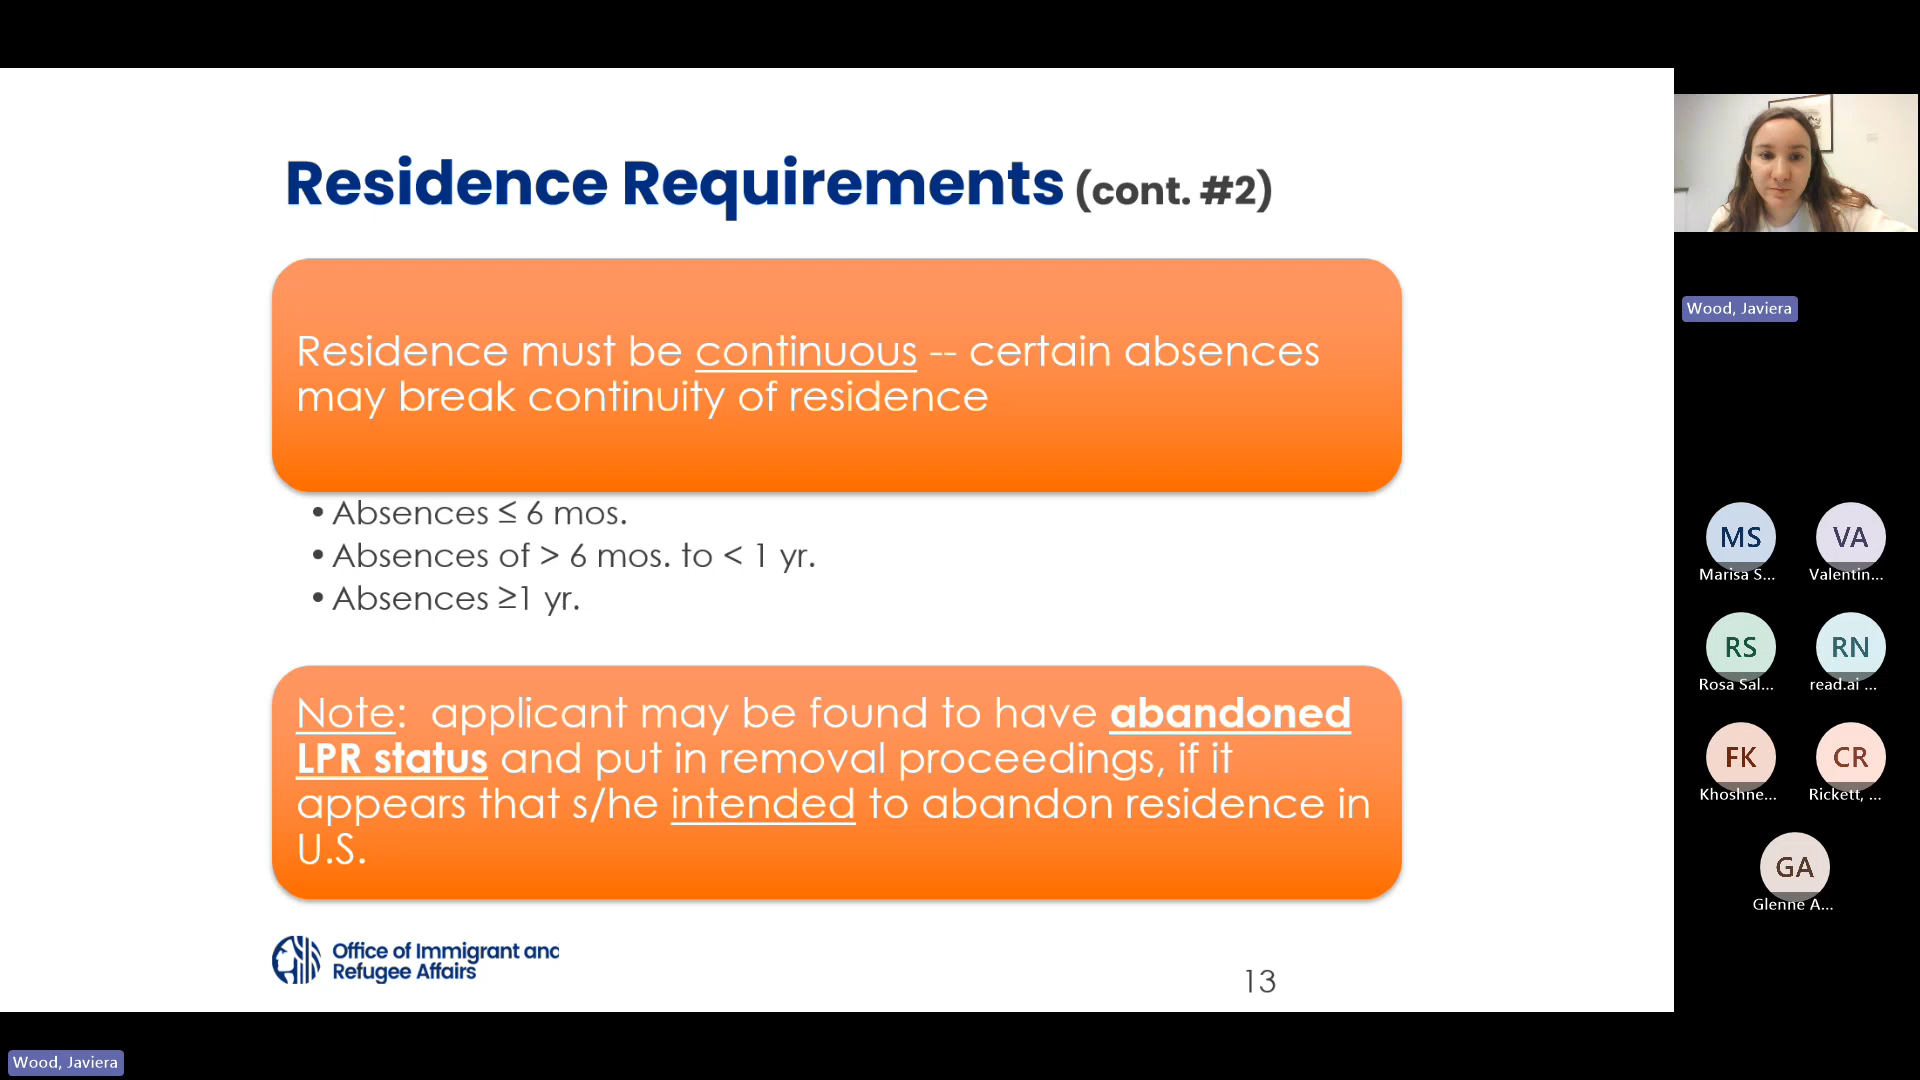 Residence Requirements (cont. #2)
Residence must be continuous -- certain absences
may break continuity of residence
• Absences ≤ 6 mos.
• Absences of > 6 mos. to < 1 yr.
• Absences ≥1 yr.
Note:  applicant may be found to have abandoned
LPR status and put in removal proceedings, if it
appears that s/he intended to abandon residence in
U.S.
Office of Immigrant and
Refugee Affairs
13
Wood, Javiera
MS
Marisa S...
VA
Valentin...
RS
Rosa Sal...
RN
read.ai ...
FK
Khoshne...
CR
Rickett, ...
GA
Glenne A...
Wood, Javiera